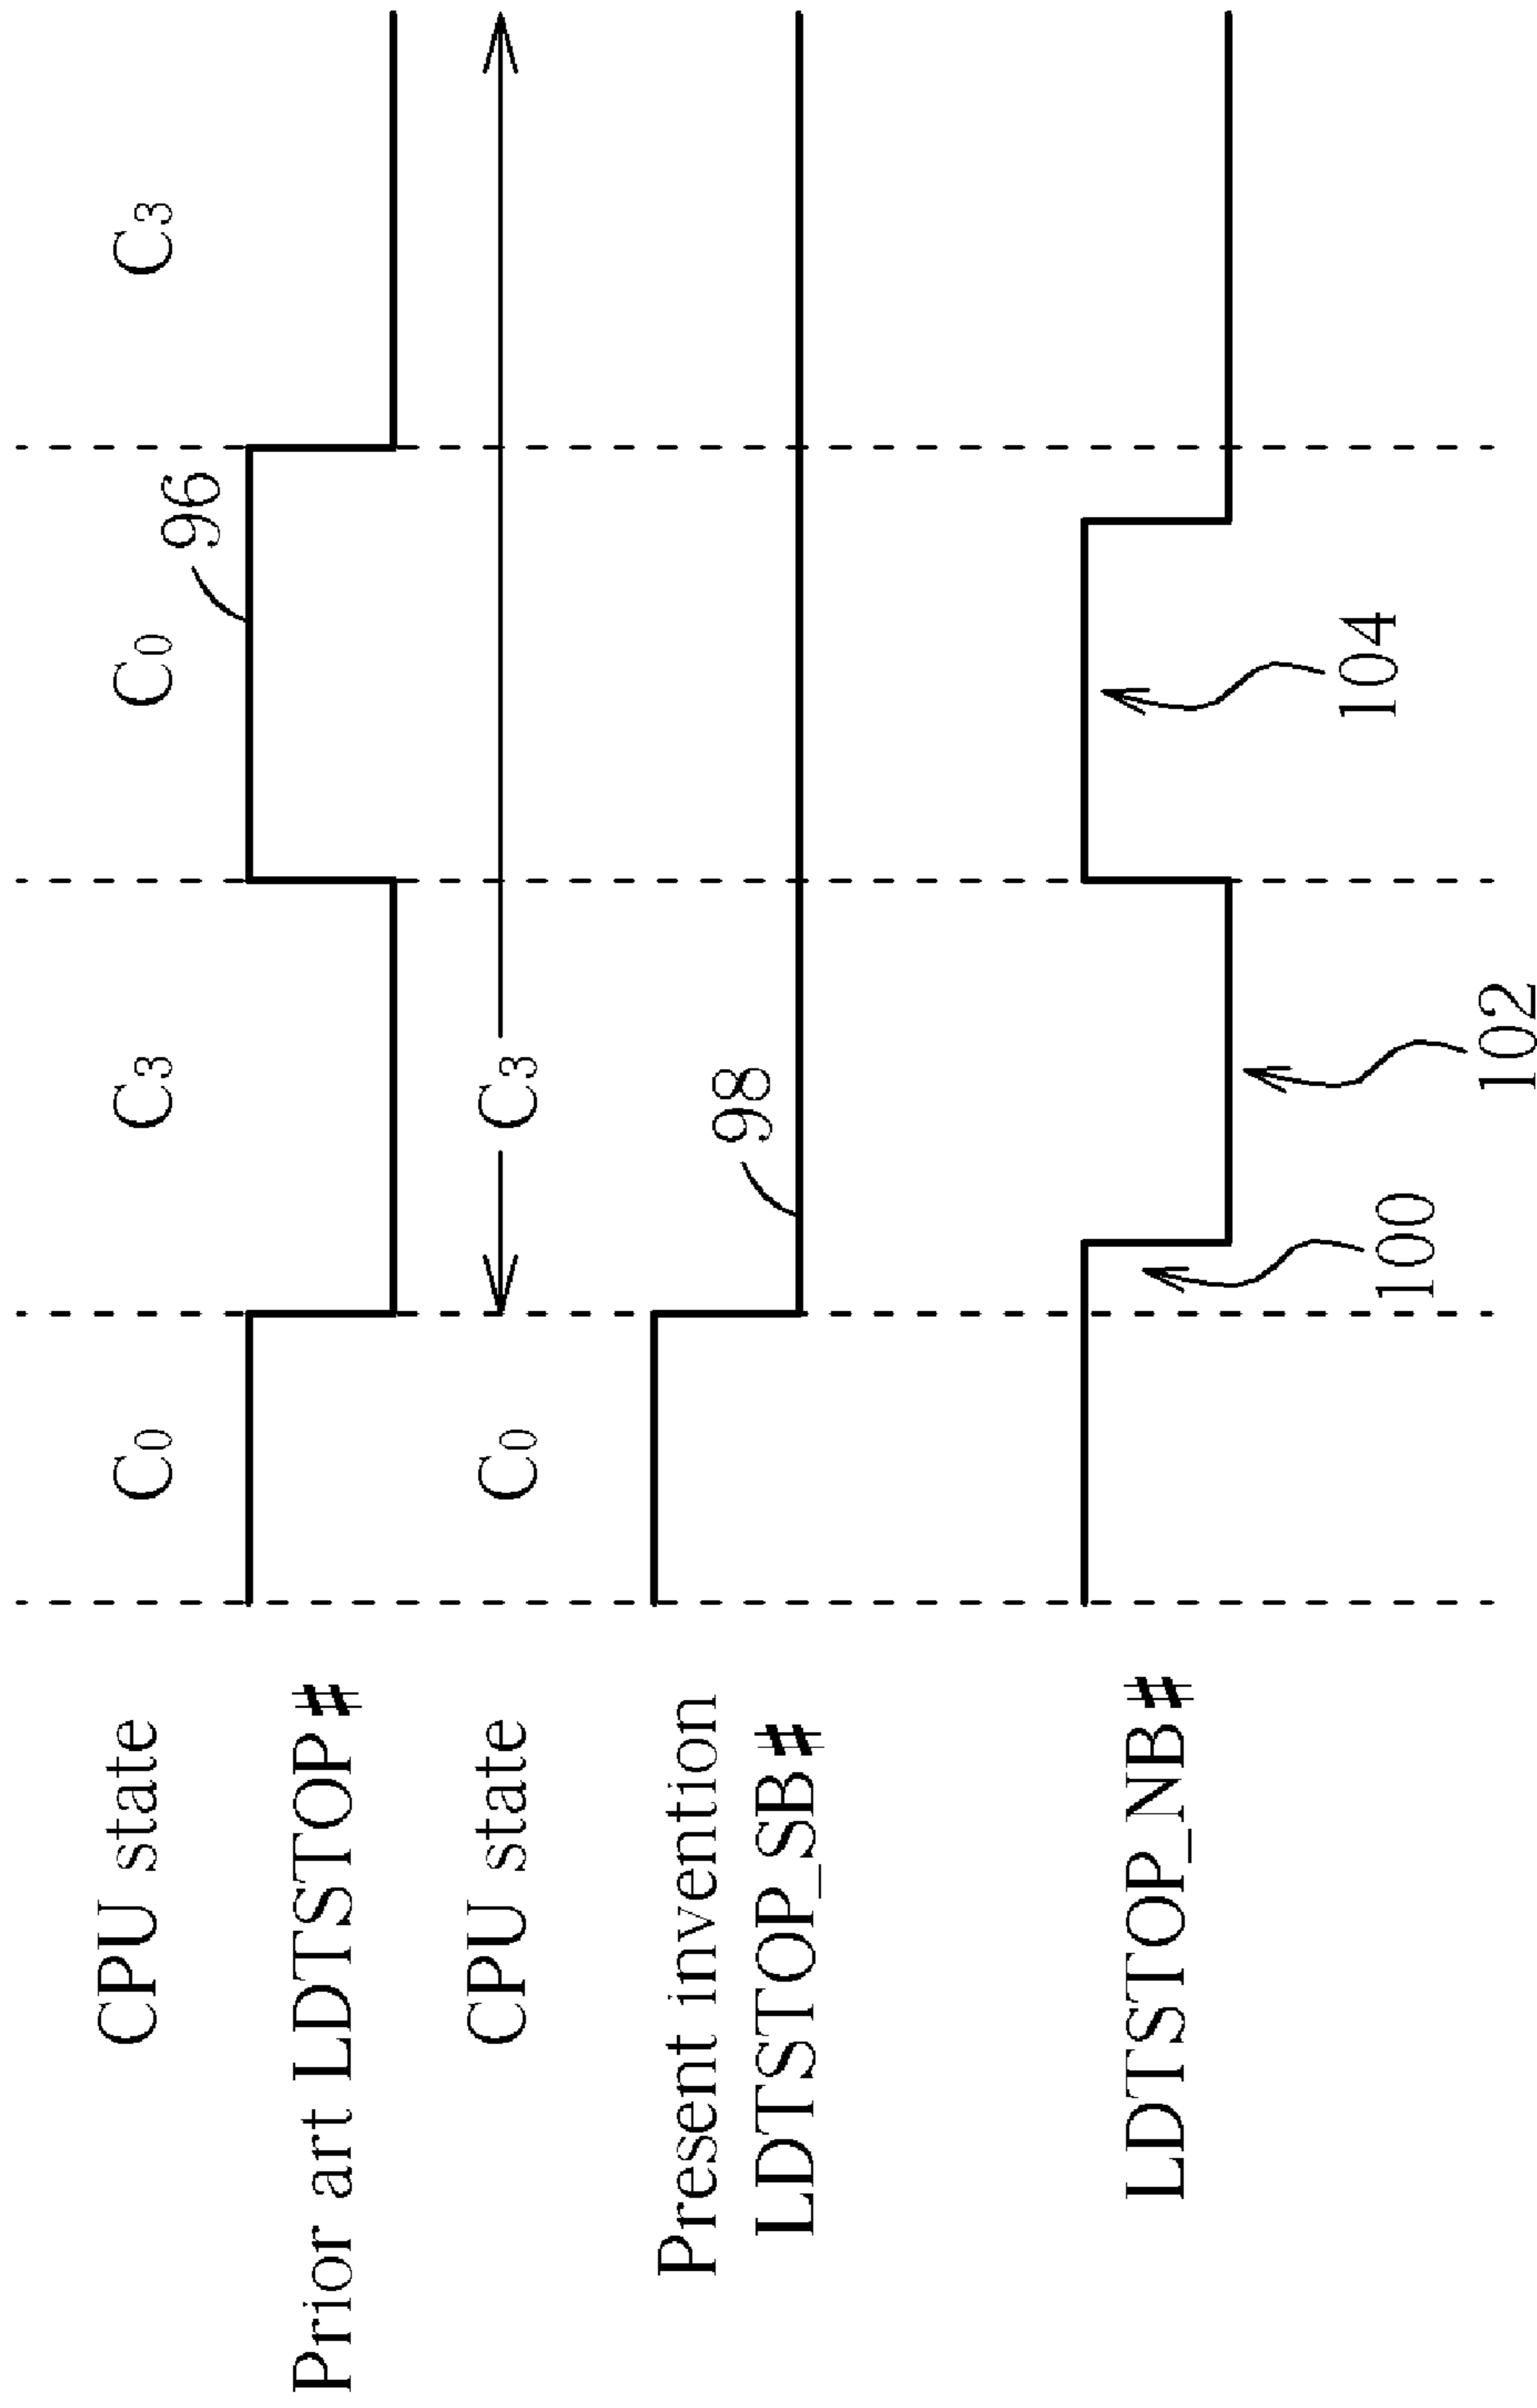 CPU state
C0
C3
C0
C3
96
Prior art LDTSTOP#
CPU state
C0
C3
98
Present invention
LDTSTOP_SB#
LDTSTOP_NB#
100
102
104